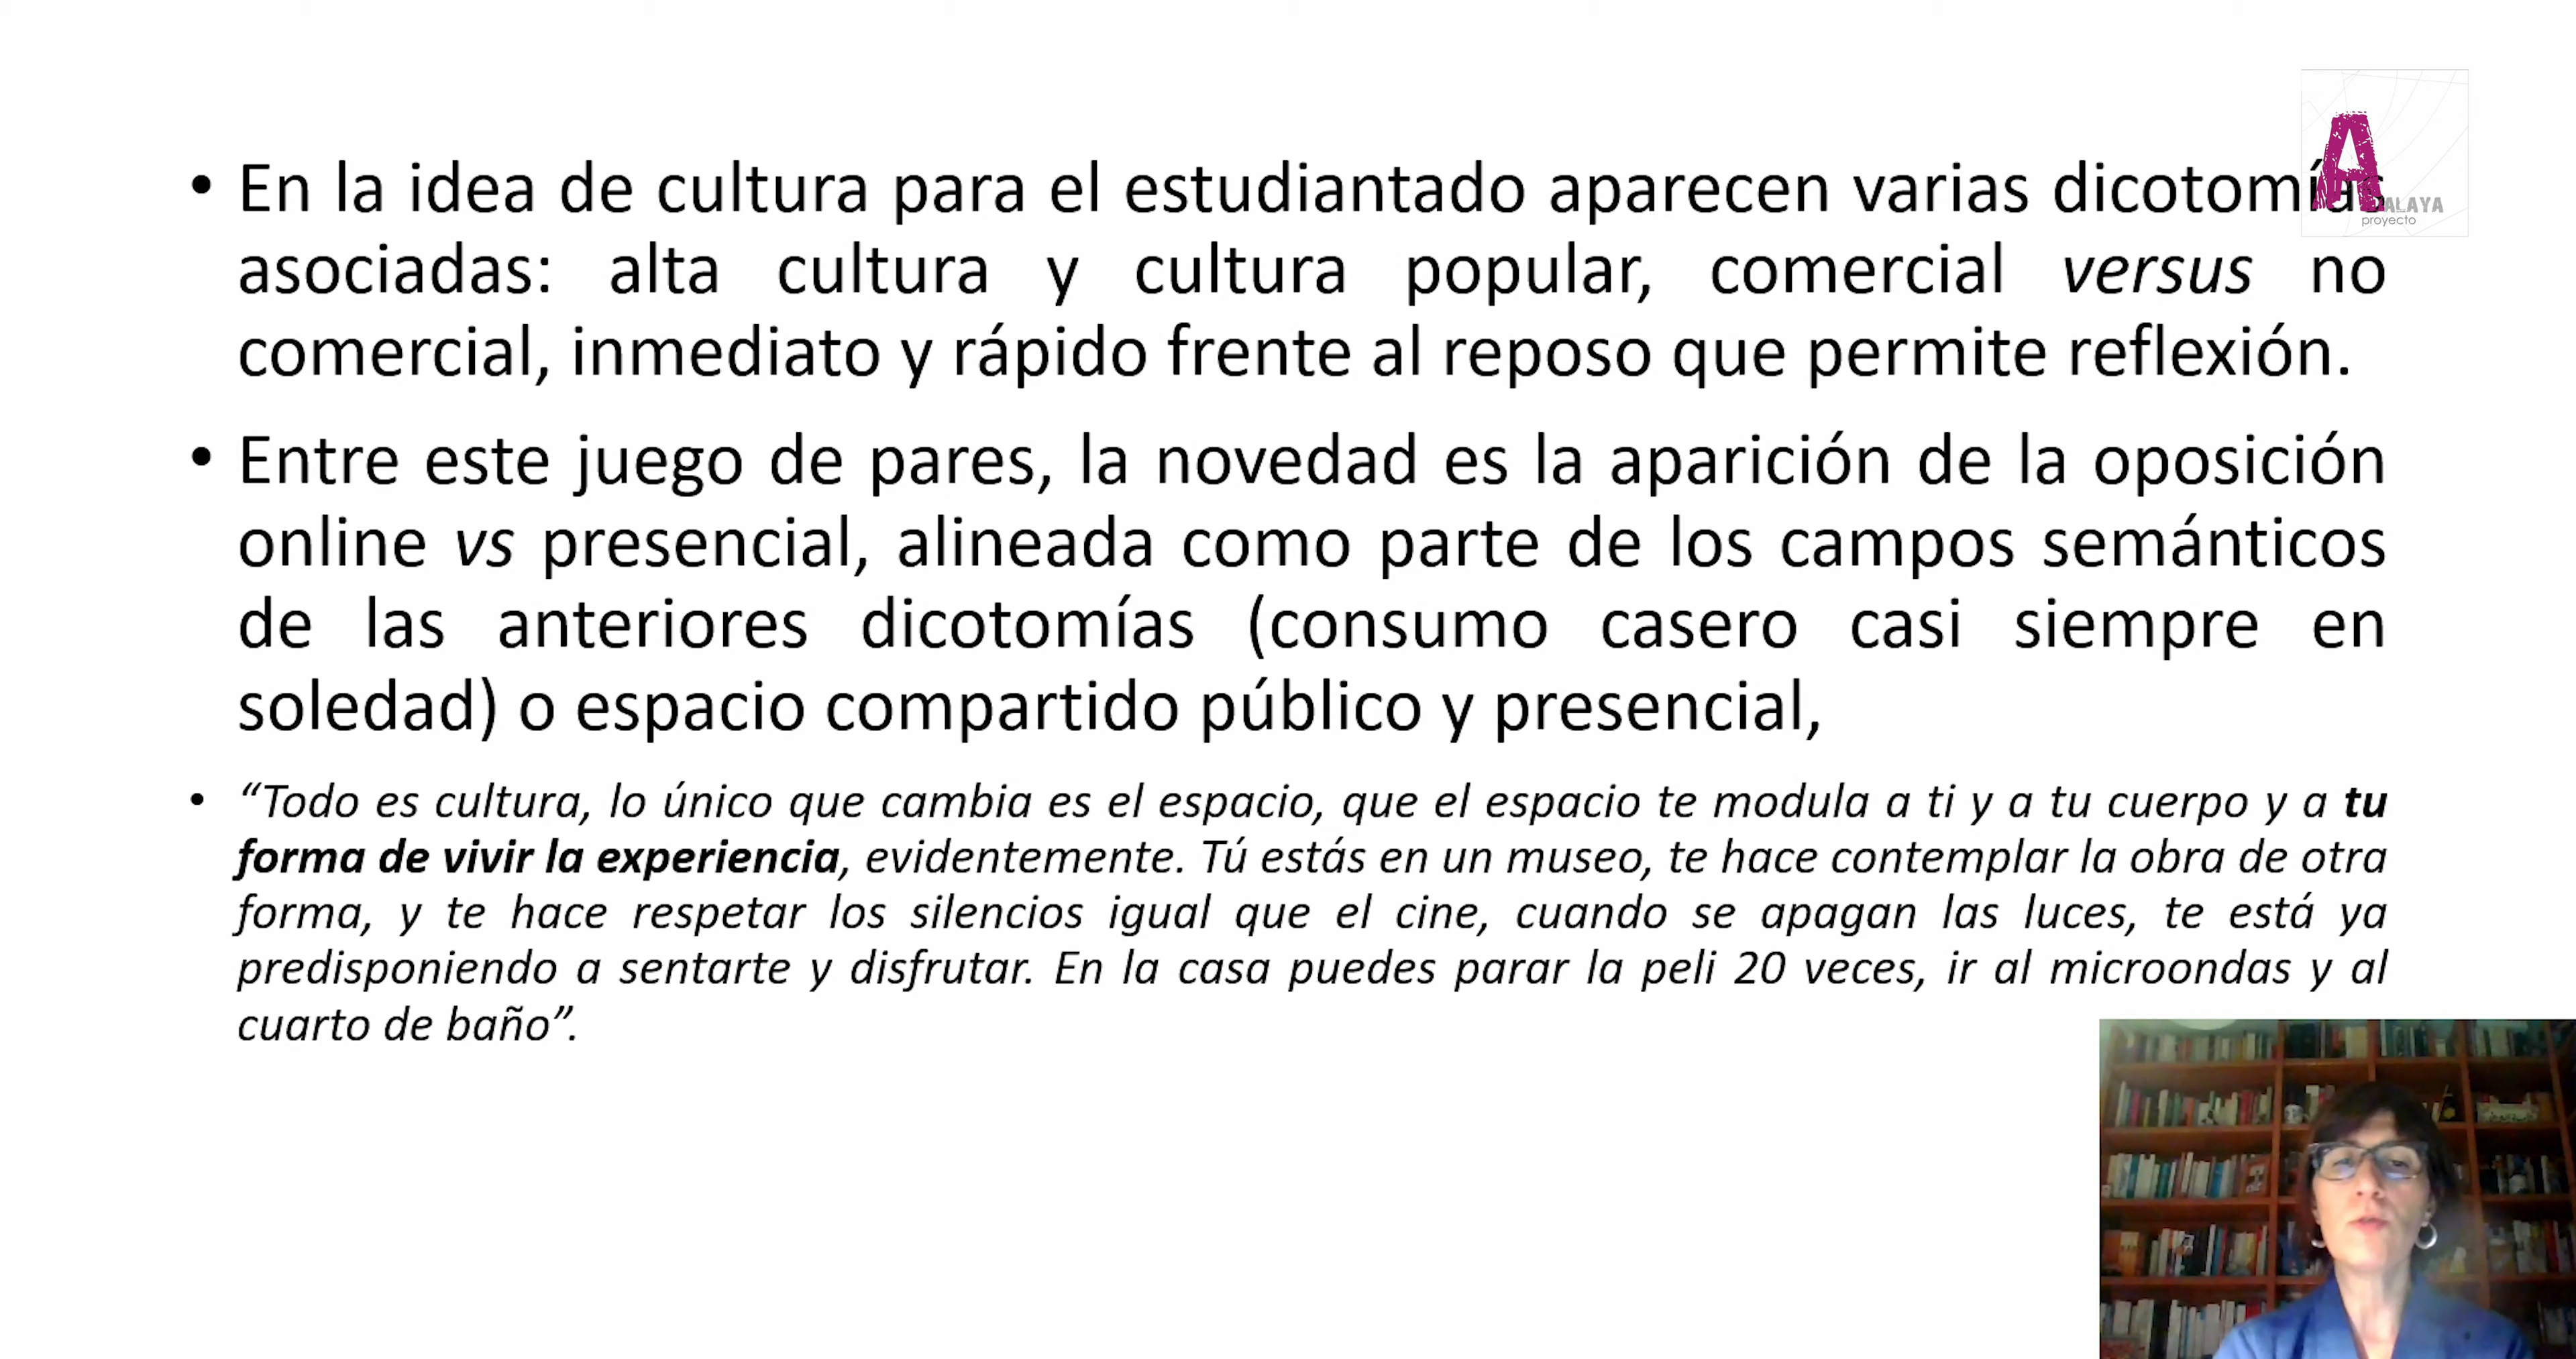 • En la idea de cultura para el estudiantado aparecen varias dicotomías
asociadas: alta cultura y cultura popular, comercial versus no
comercial, inmediato y rápido frente al reposo que permite reflexión.
• Entre este juego de pares, la novedad es la aparición de la oposición
online vs presencial, alineada como parte de los campos semánticos
de las anteriores dicotomías (consumo casero casi siempre en
soledad) o espacio compartido público y presencial,
• “Todo es cultura, lo único que cambia es el espacio, que el espacio te modula a ti y a tu cuerpo y a tu
forma de vivir la experiencia, evidentemente. Tú estás en un museo, te hace contemplar la obra de otra
forma, y te hace respetar los silencios igual que el cine, cuando se apagan las luces, te está ya
predisponiendo a sentarte y disfrutar. En la casa puedes parar la peli 20 veces, ir al microondas y al
cuarto de baño”.
A
proyecto